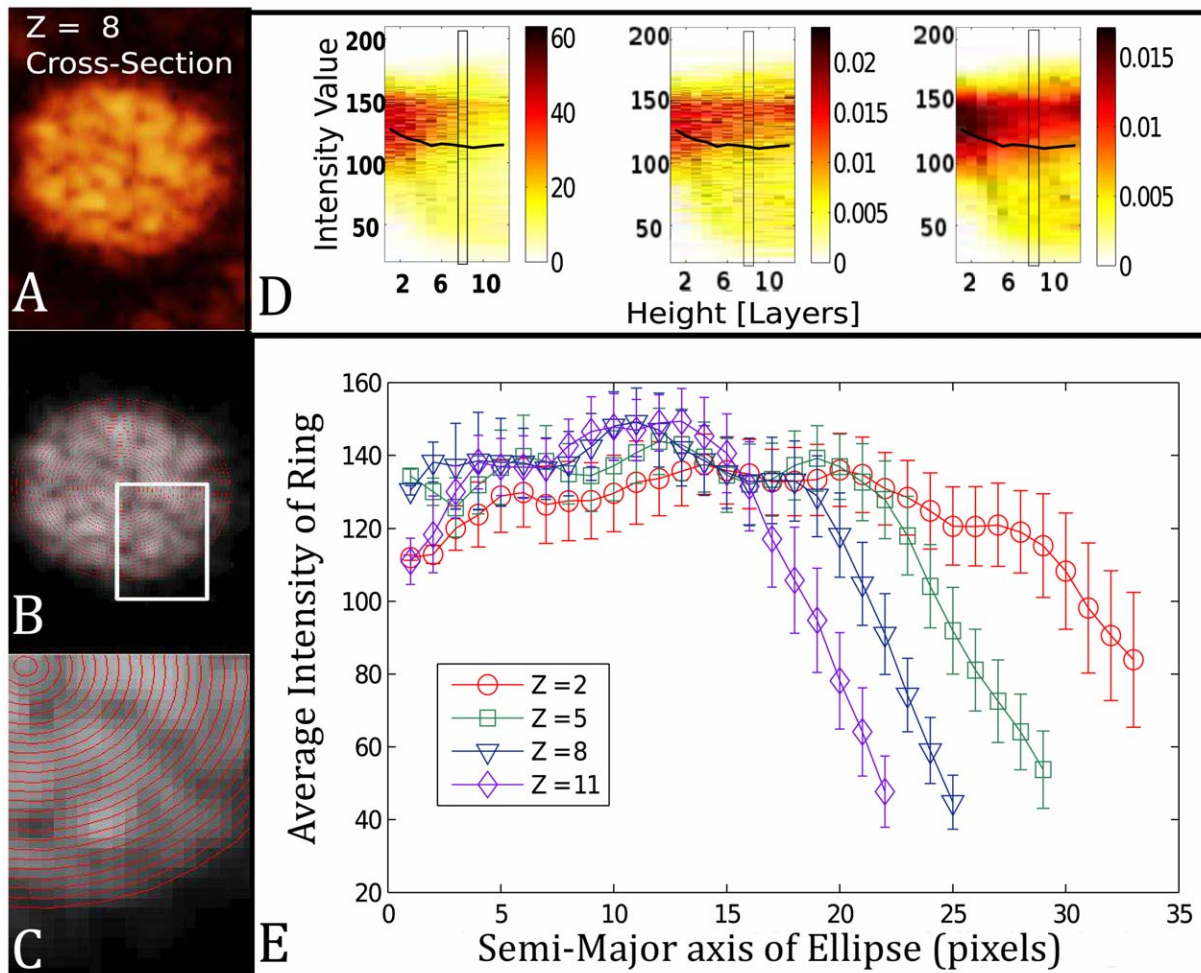 Z = 8
Cross-Section
A
B
C
D
Intensity Value
200
150
100
50
2 6 10
60
40
20
0
200
150
100
50
2 6 10
0.02
0.015
0.01
0.005
0
200
150
100
50
2 6 10
0.015
0.01
0.005
0
Height [Layers]
E
Average Intensity of Ring
160
140
120
100
80
60
40
20
0 5 10 15 20 25 30 35
Z = 2
Z = 5
Z = 8
Z = 11
Semi-Major axis of Ellipse (pixels)